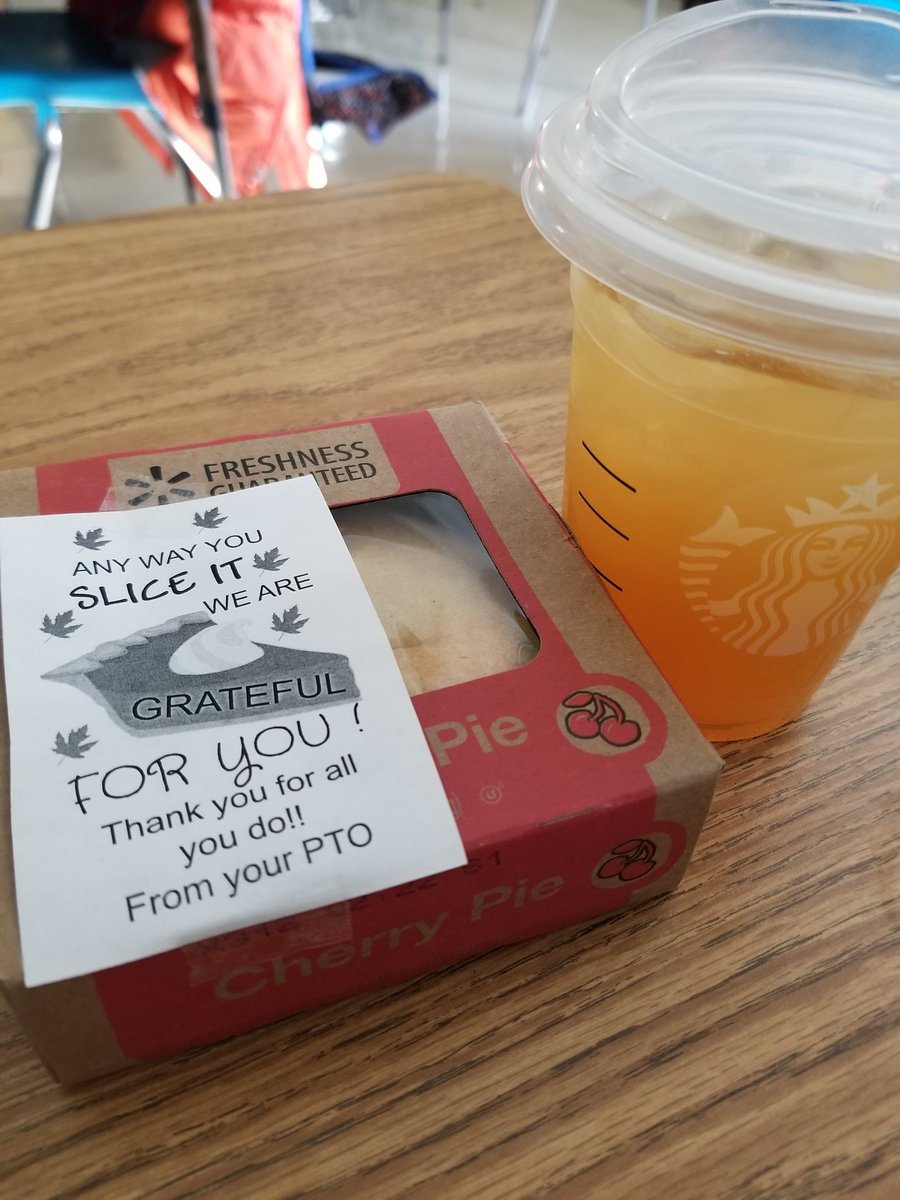 FRESHNESS
GUARANTEED
ANY WAY YOU
SLICE IT
WE ARE
GRATEFUL
FOR YOU !
Thank you for all
you do!!
From your PTO
Pie
Cherry Pie